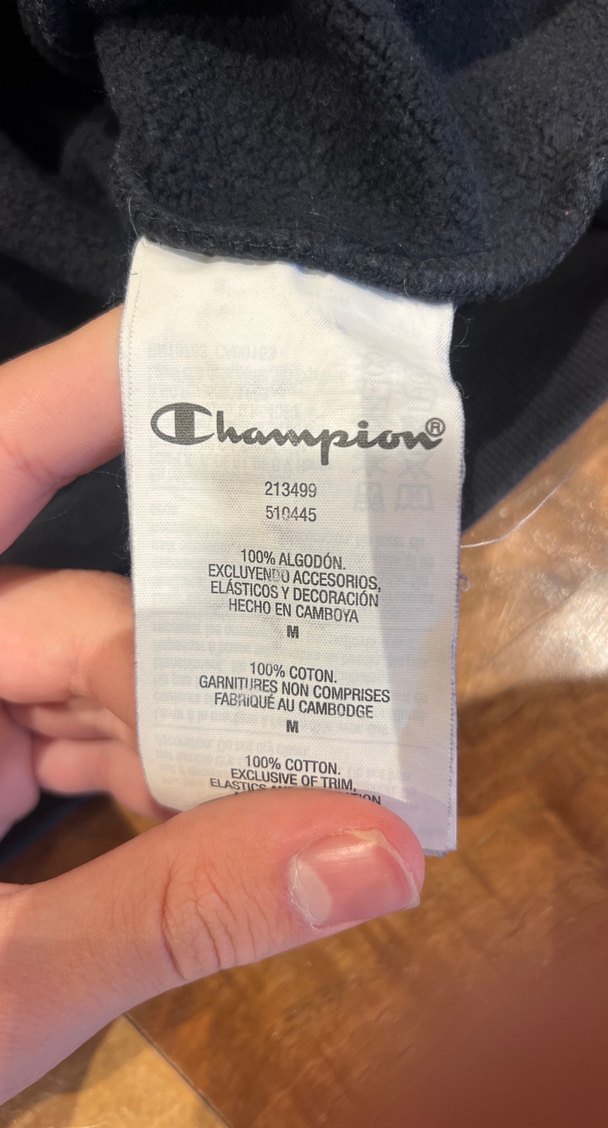 Champion®
213499
510445
100% ALGODÓN.
EXCLUYENDO ACCESORIOS,
ELÁSTICOS Y DECORACIÓN
HECHO EN CAMBOYA
M
100% COTON.
GARNITURES NON COMPRISES
FABRIQUÉ AU CAMBODGE
M
100% COTTON.
EXCLUSIVE OF TRIM,
ELASTICS